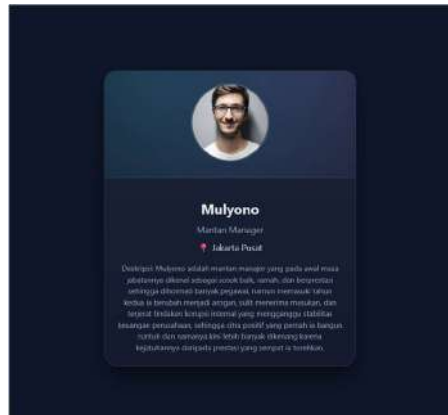 Mulyono
Mantan Manager
Jakarta Pusat
Deskripsi: Mulyono adalah mantan manajer yang pada awal masa
jabatannya dikenal sebagai sosok baik, ramah, dan berprestasi
sehingga dihormati banyak pegawai, namun memasuki tahun
kedua ia berubah menjadi arogan, sulit menerima masukan, dan
terjerat tindakan korupsi internal yang mengganggu stabilitas
keuangan perusahaan, sehingga citra positif yang pernah ia bangun
runtuh dan namanya kini lebih banyak dikenang karena
kejatuhannya daripada prestasi yang sempat ia torehkan.